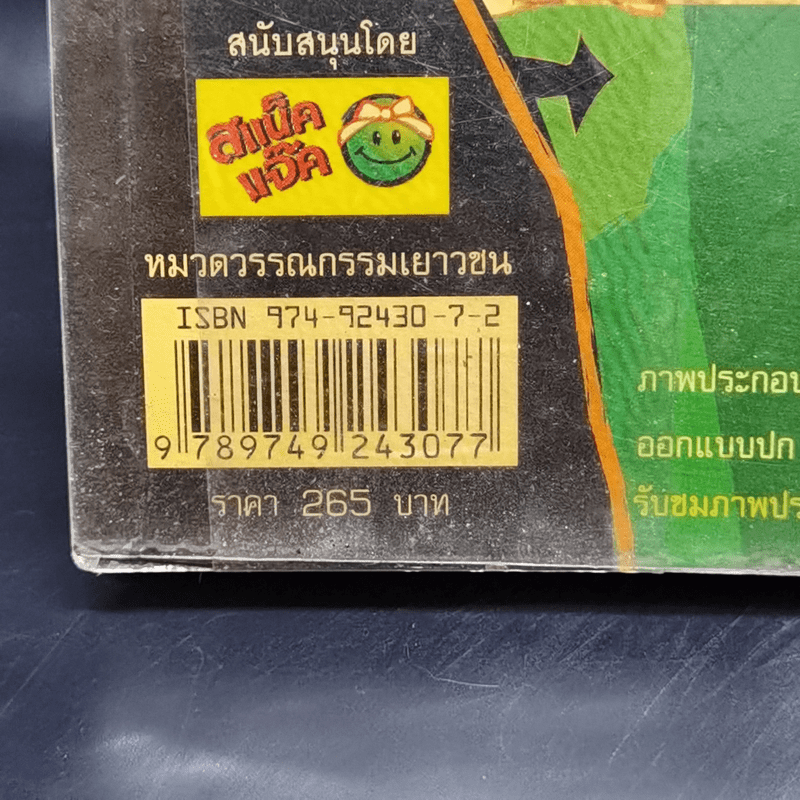 สนับสนุนโดย
สแน็ค
แจ๊ค
หมวดวรรณกรรมเยาวชน
ISBN 974-92430-7-2
9 789749 243077
ราคา 265 บาท
ภาพประกอบ
ออกแบบปก
รับชมภาพ